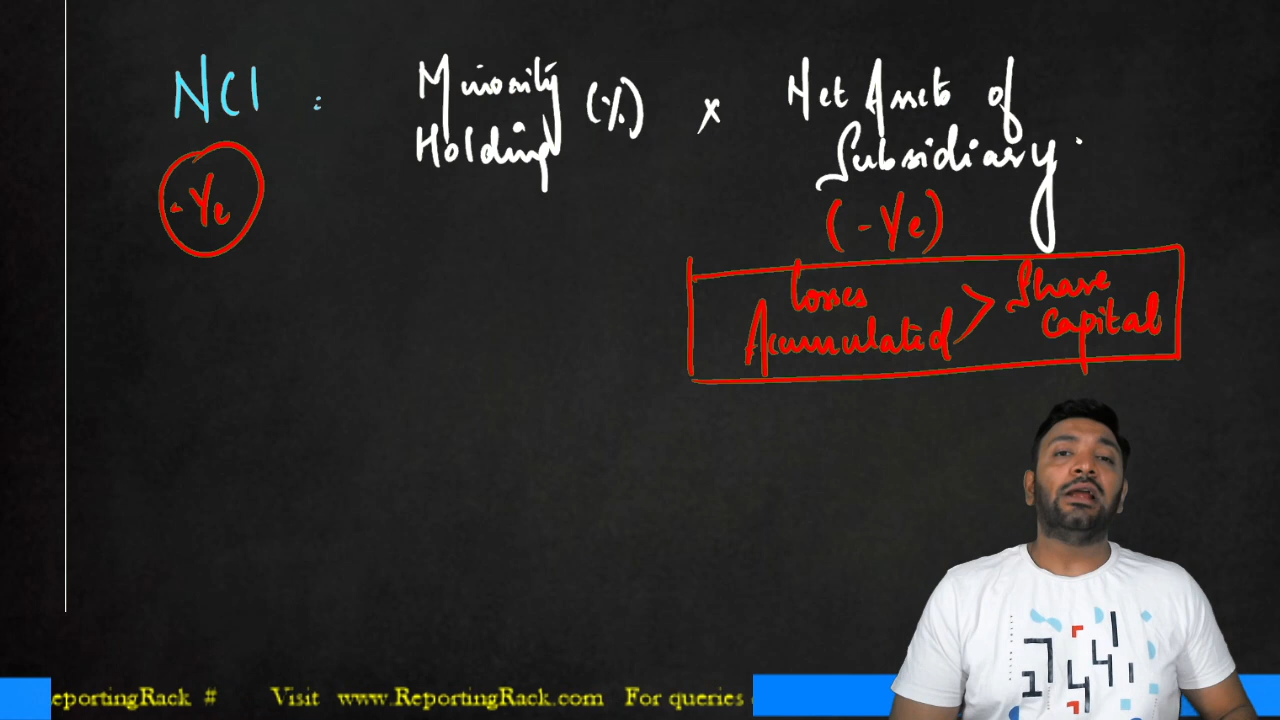 NCI : Minority Holding (%) × Net Assets of Subsidiary.
-Ve
(-Ve)
Losses Acumulated > Share Capital
eportingRack # Visit www.ReportingRack.com For queries